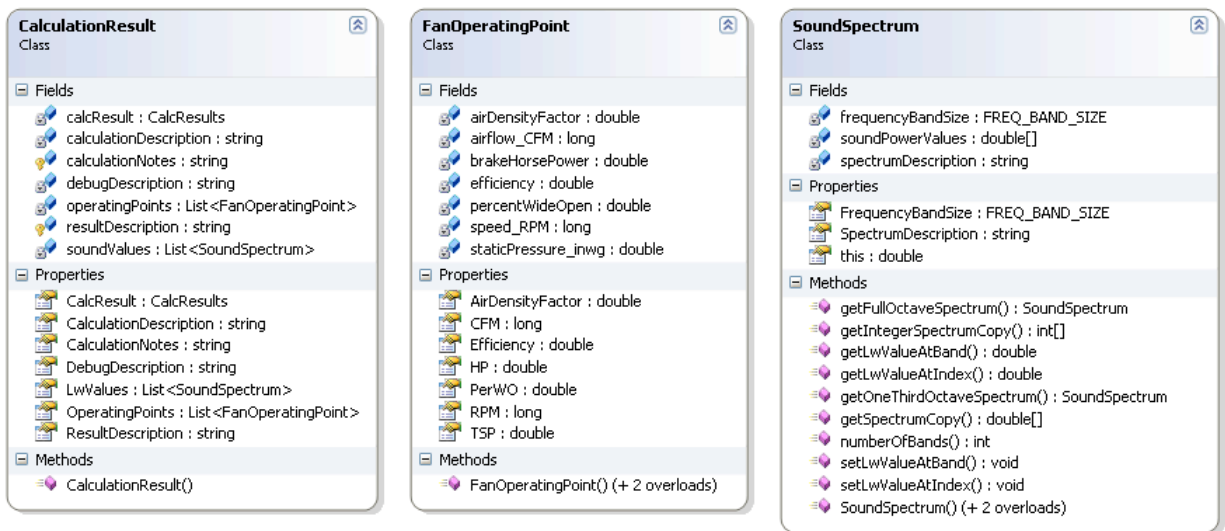 CalculationResult
Class
Fields
calcResult : CalcResults
calculationDescription : string
calculationNotes : string
debugDescription : string
operatingPoints : List<FanOperatingPoint>
resultDescription : string
soundValues : List<SoundSpectrum>
Properties
CalcResult : CalcResults
CalculationDescription : string
CalculationNotes : string
DebugDescription : string
LwValues : List<SoundSpectrum>
OperatingPoints : List<FanOperatingPoint>
ResultDescription : string
Methods
CalculationResult()
FanOperatingPoint
Class
Fields
airDensityFactor : double
airflow_CFM : long
brakeHorsePower : double
efficiency : double
percentWideOpen : double
speed_RPM : long
staticPressure_inwg : double
Properties
AirDensityFactor : double
CFM : long
Efficiency : double
HP : double
PerWO : double
RPM : long
TSP : double
Methods
FanOperatingPoint() (+ 2 overloads)
SoundSpectrum
Class
Fields
frequencyBandSize : FREQ_BAND_SIZE
soundPowerValues : double[]
spectrumDescription : string
Properties
FrequencyBandSize : FREQ_BAND_SIZE
SpectrumDescription : string
this : double
Methods
getFullOctaveSpectrum() : SoundSpectrum
getIntegerSpectrumCopy() : int[]
getLwValueAtBand() : double
getLwValueAtIndex() : double
getOneThirdOctaveSpectrum() : SoundSpectrum
getSpectrumCopy() : double[]
numberOfBands() : int
setLwValueAtBand() : void
setLwValueAtIndex() : void
SoundSpectrum() (+ 2 overloads)